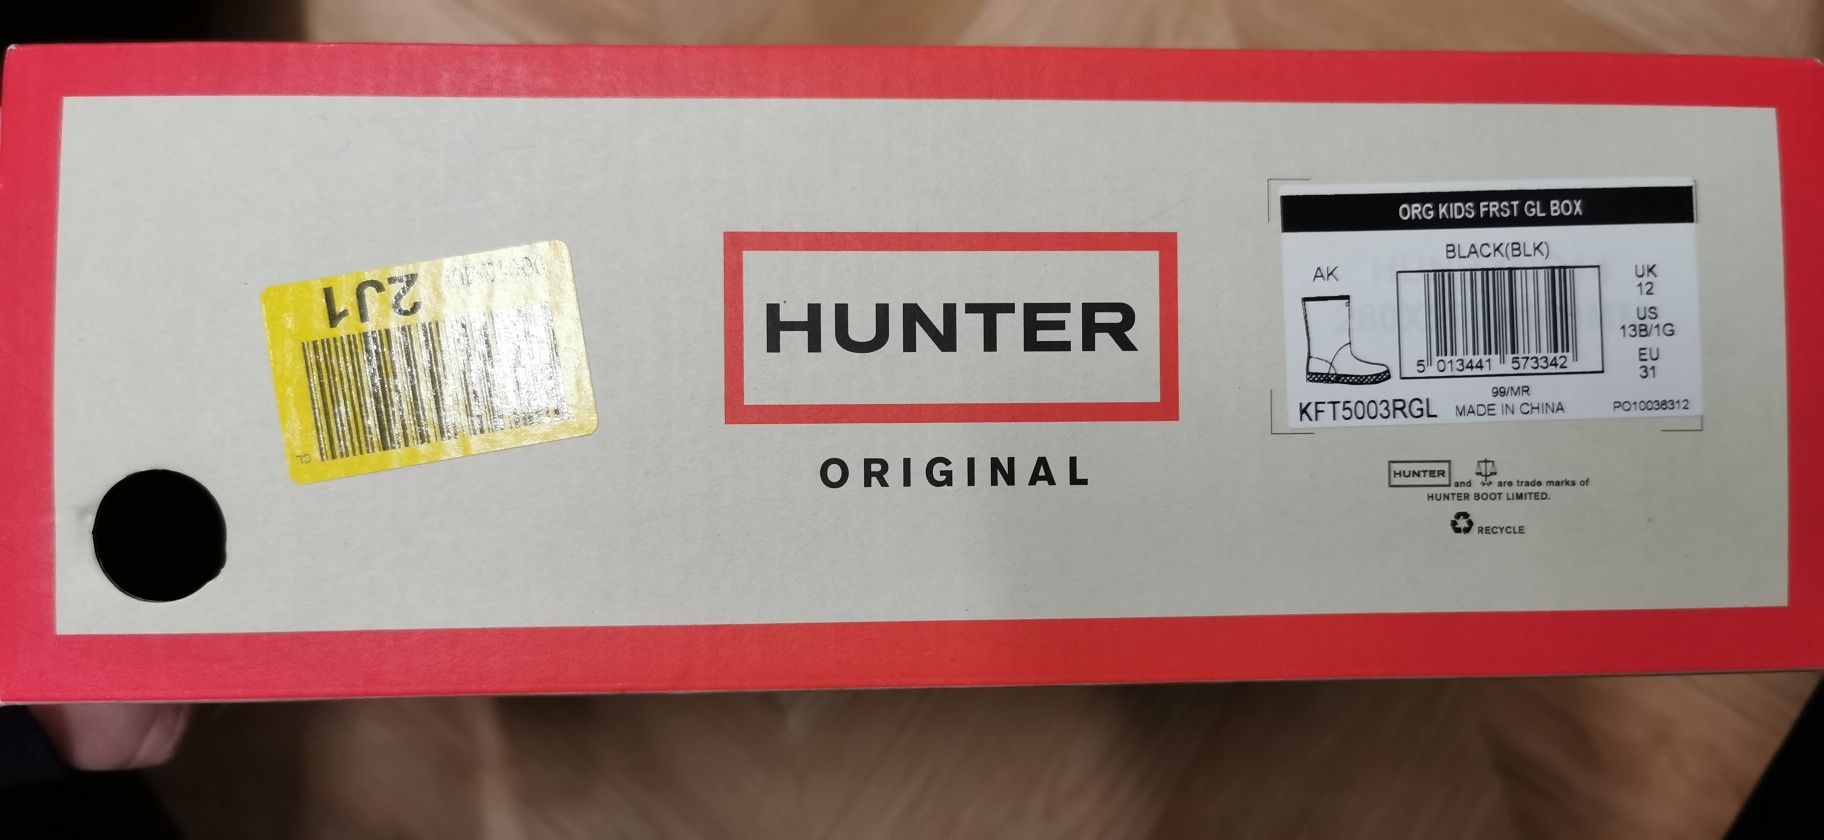 2J1
CL
HUNTER
ORIGINAL
ORG KIDS FRST GL BOX
BLACK(BLK)
AK
UK
12
US
13B/1G
EU
31
5 013441 573342
99/MR
KFT5003RGL MADE IN CHINA PO10036312
HUNTER and are trade marks of
HUNTER BOOT LIMITED.
RECYCLE